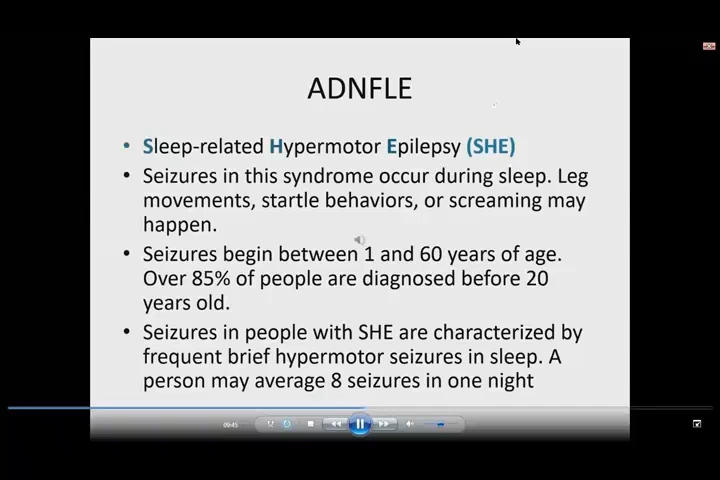 ADNFLE
• Sleep-related Hypermotor Epilepsy (SHE)
• Seizures in this syndrome occur during sleep. Leg
movements, startle behaviors, or screaming may
happen.
• Seizures begin between 1 and 60 years of age.
Over 85% of people are diagnosed before 20
years old.
• Seizures in people with SHE are characterized by
frequent brief hypermotor seizures in sleep. A
person may average 8 seizures in one night
09:45